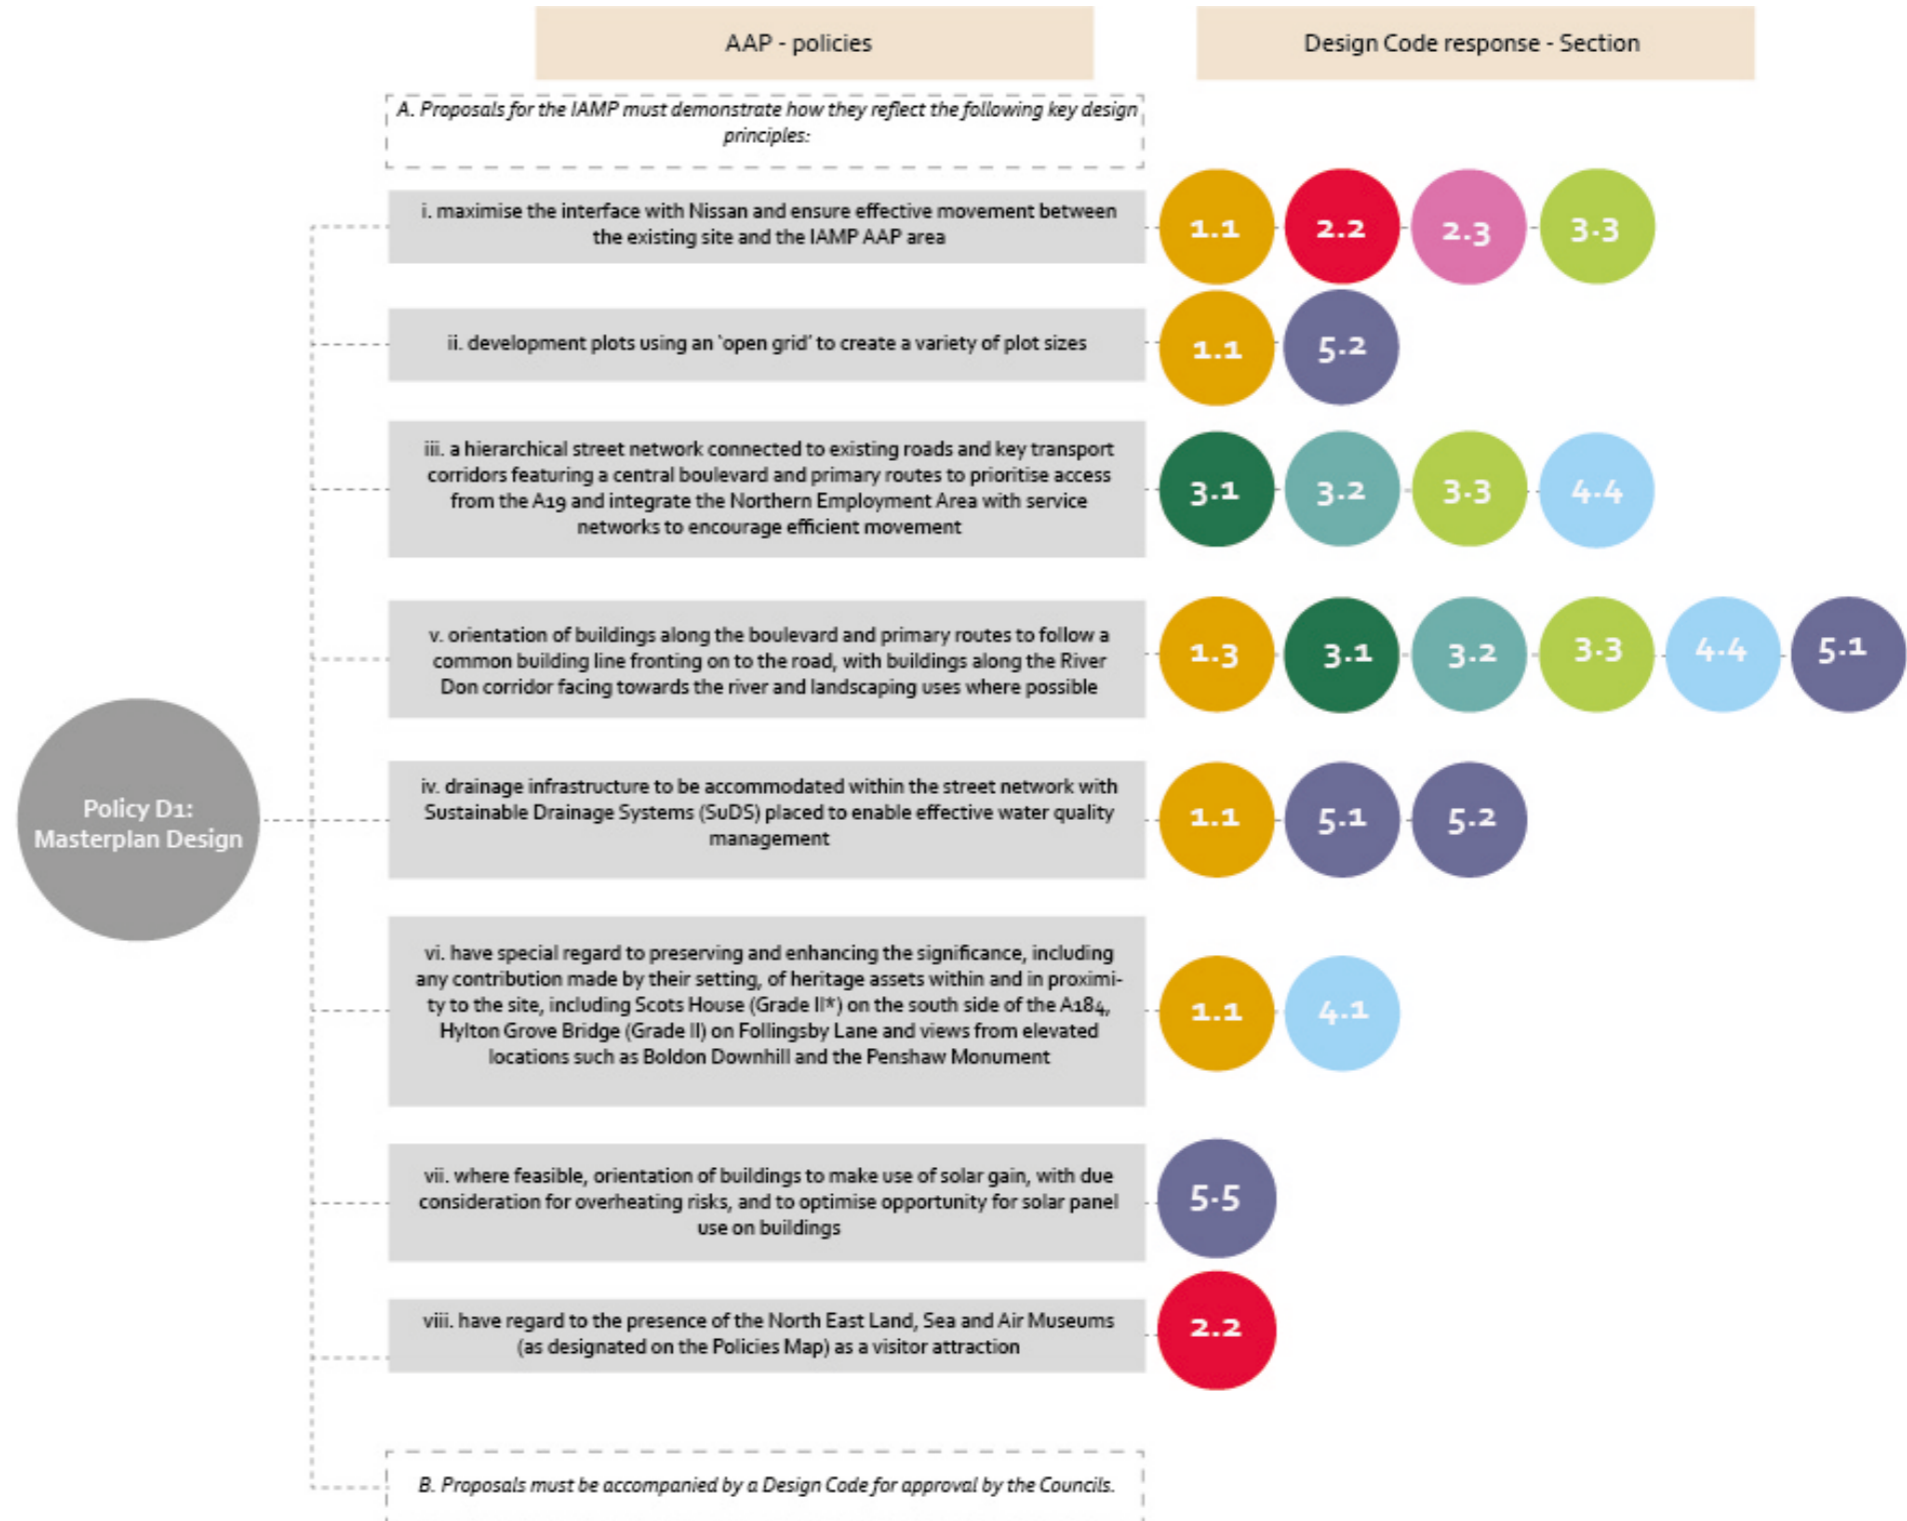 AAP - policies
Design Code response - Section
A. Proposals for the IAMP must demonstrate how they reflect the following key design
principles:
i. maximise the interface with Nissan and ensure effective movement between
the existing site and the IAMP AAP area
1.1
2.2
2.3
3.3
ii. development plots using an ‘open grid’ to create a variety of plot sizes
1.1
5.2
iii. a hierarchical street network connected to existing roads and key transport
corridors featuring a central boulevard and primary routes to prioritise access
from the A19 and integrate the Northern Employment Area with service
networks to encourage efficient movement
3.1
3.2
3.3
4.4
v. orientation of buildings along the boulevard and primary routes to follow a
common building line fronting on to the road, with buildings along the River
Don corridor facing towards the river and landscaping uses where possible
1.3
3.1
3.2
3.3
4.4
5.1
Policy D1:
Masterplan Design
iv. drainage infrastructure to be accommodated within the street network with
Sustainable Drainage Systems (SuDS) placed to enable effective water quality
management
1.1
5.1
5.2
vi. have special regard to preserving and enhancing the significance, including
any contribution made by their setting, of heritage assets within and in proximi-
ty to the site, including Scots House (Grade II*) on the south side of the A184,
Hylton Grove Bridge (Grade II) on Follingsby Lane and views from elevated
locations such as Boldon Downhill and the Penshaw Monument
1.1
4.1
vii. where feasible, orientation of buildings to make use of solar gain, with due
consideration for overheating risks, and to optimise opportunity for solar panel
use on buildings
5.5
viii. have regard to the presence of the North East Land, Sea and Air Museums
(as designated on the Policies Map) as a visitor attraction
2.2
B. Proposals must be accompanied by a Design Code for approval by the Councils.